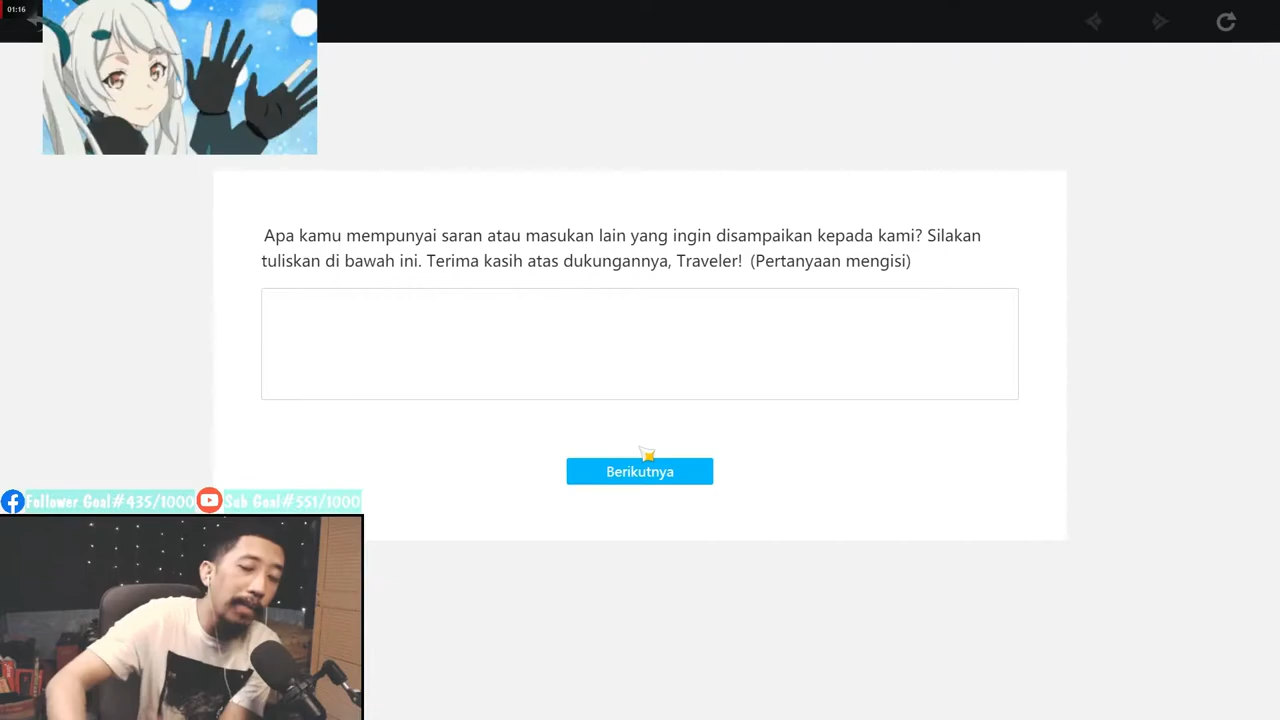 01:16
Apa kamu mempunyai saran atau masukan lain yang ingin disampaikan kepada kami? Silakan
tuliskan di bawah ini. Terima kasih atas dukungannya, Traveler! (Pertanyaan mengisi)
Berikutnya
Follower Goal#435/1000 Sub Goal#551/1000